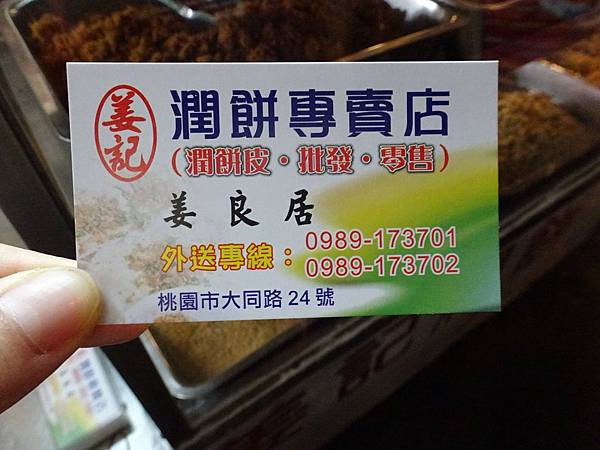 姜記
潤餅專賣店
(潤餅皮・批發・零售)
姜良居
外送專線：
0989-173701
0989-173702
桃園市大同路24號